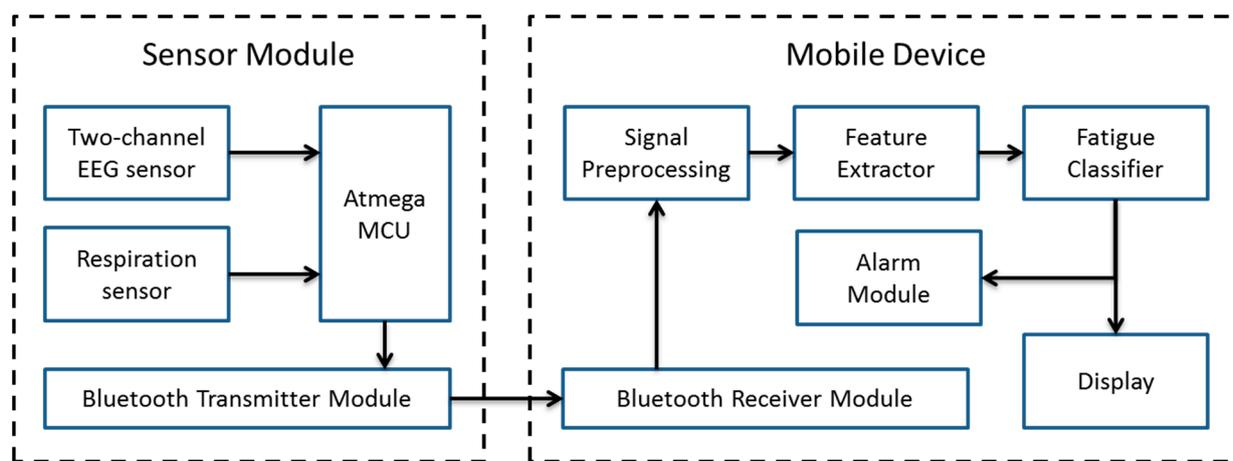 Sensor Module
Two-channel
EEG sensor
Respiration
sensor
Atmega
MCU
Bluetooth Transmitter Module
Mobile Device
Signal
Preprocessing
Feature
Extractor
Fatigue
Classifier
Alarm
Module
Display
Bluetooth Receiver Module